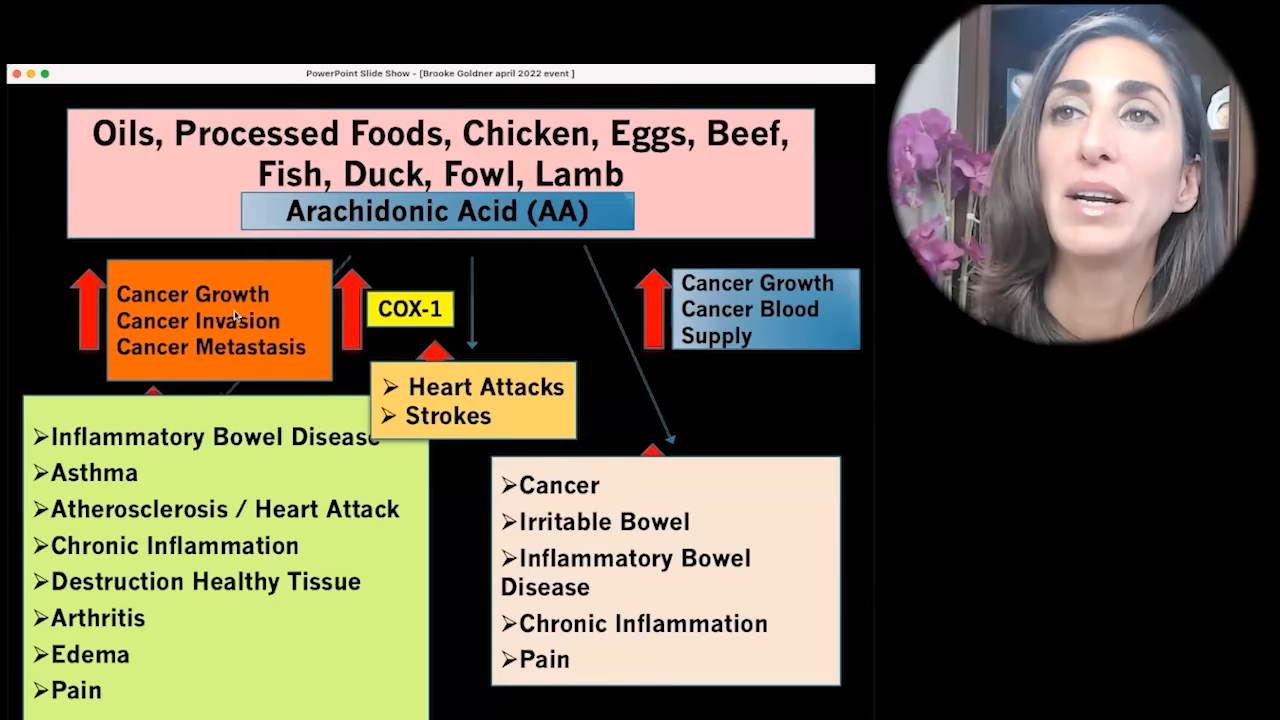 PowerPoint Slide Show - [Brooke Goldner april 2022 event ]
Oils, Processed Foods, Chicken, Eggs, Beef,
Fish, Duck, Fowl, Lamb
Arachidonic Acid (AA)
Cancer Growth
Cancer Invasion
Cancer Metastasis
COX-1
Cancer Growth
Cancer Blood
Supply
➢ Heart Attacks
➢ Strokes
➢Inflammatory Bowel Disease
➢Asthma
➢Atherosclerosis / Heart Attack
➢Chronic Inflammation
➢Destruction Healthy Tissue
➢Arthritis
➢Edema
➢Pain
➢Cancer
➢Irritable Bowel
➢Inflammatory Bowel
Disease
➢Chronic Inflammation
➢Pain